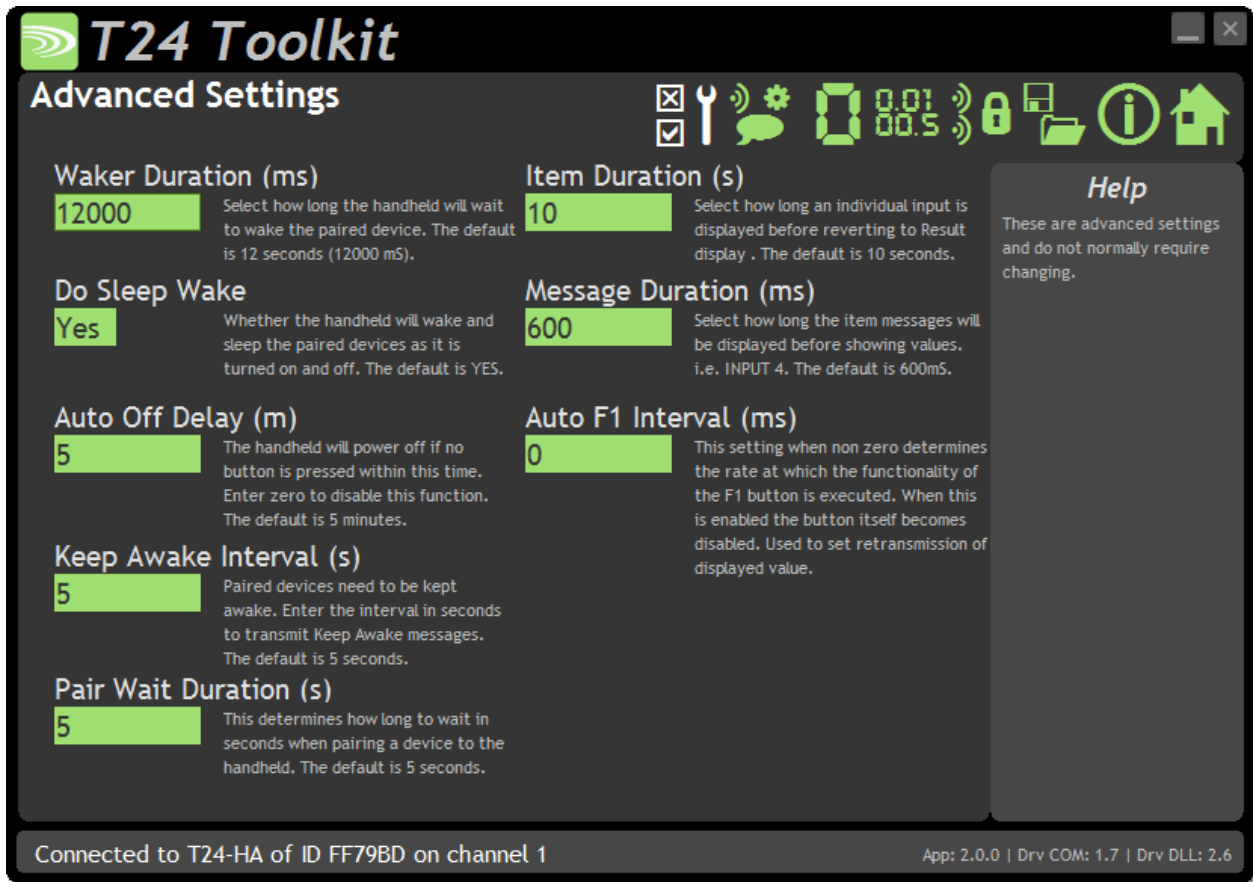 T24 Toolkit
Advanced Settings
0.01
00.5
Waker Duration (ms)
12000
Select how long the handheld will wait
to wake the paired device. The default
is 12 seconds (12000 mS).
Do Sleep Wake
Yes
Whether the handheld will wake and
sleep the paired devices as it is
turned on and off. The default is YES.
Auto Off Delay (m)
5
The handheld will power off if no
button is pressed within this time.
Enter zero to disable this function.
The default is 5 minutes.
Keep Awake Interval (s)
5
Paired devices need to be kept
awake. Enter the interval in seconds
to transmit Keep Awake messages.
The default is 5 seconds.
Pair Wait Duration (s)
5
This determines how long to wait in
seconds when pairing a device to the
handheld. The default is 5 seconds.
Item Duration (s)
10
Select how long an individual input is
displayed before reverting to Result
display . The default is 10 seconds.
Message Duration (ms)
600
Select how long the item messages will
be displayed before showing values.
i.e. INPUT 4. The default is 600mS.
Auto F1 Interval (ms)
0
This setting when non zero determines
the rate at which the functionality of
the F1 button is executed. When this
is enabled the button itself becomes
disabled. Used to set retransmission of
displayed value.
Help
These are advanced settings
and do not normally require
changing.
Connected to T24-HA of ID FF79BD on channel 1
App: 2.0.0 | Drv COM: 1.7 | Drv DLL: 2.6